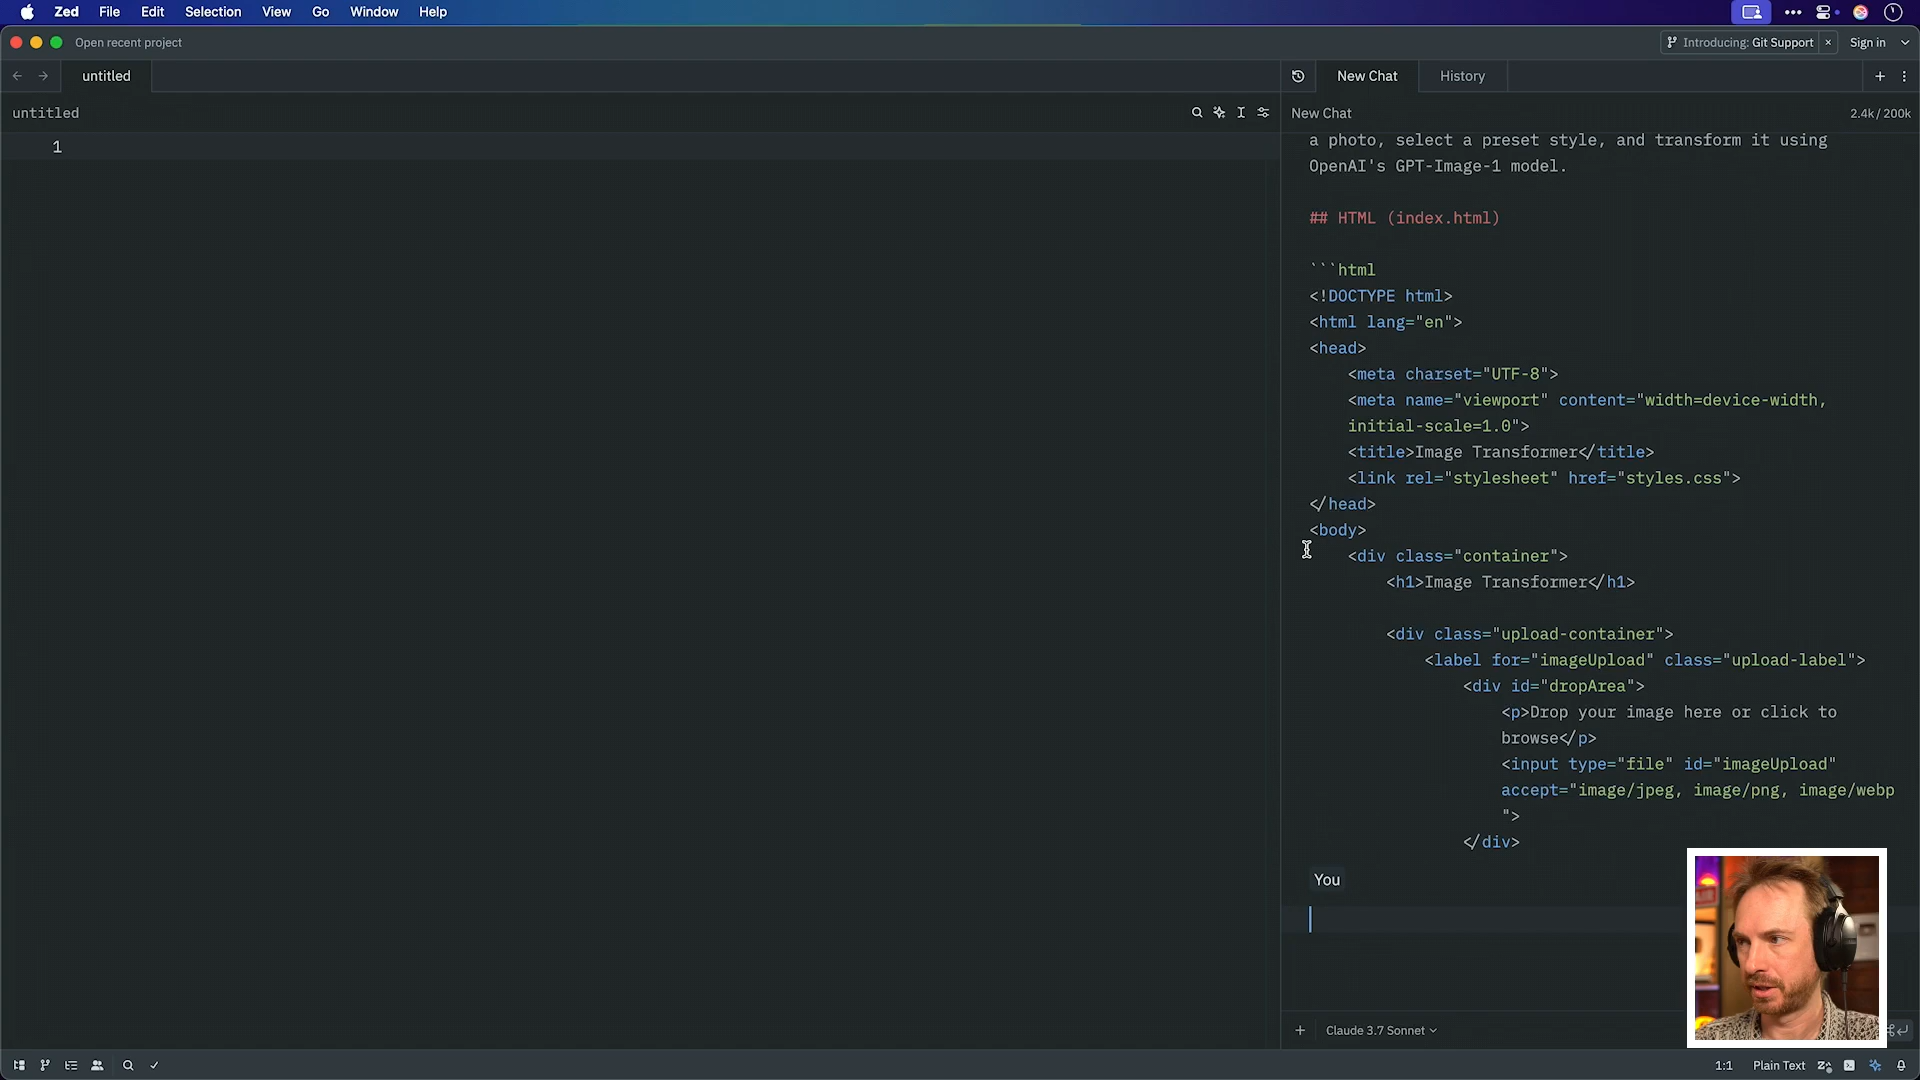 Zed File Edit Selection View Go Window Help
Open recent project
Introducing: Git Support × Sign in
untitled
New Chat History
untitled
New Chat 2.4k/200k
1
a photo, select a preset style, and transform it using
OpenAI's GPT-Image-1 model.
## HTML (index.html)
```html
<!DOCTYPE html>
<html lang="en">
<head>
<meta charset="UTF-8">
<meta name="viewport" content="width=device-width,
initial-scale=1.0">
<title>Image Transformer</title>
<link rel="stylesheet" href="styles.css">
</head>
<body>
<div class="container">
<h1>Image Transformer</h1>
<div class="upload-container">
<label for="imageUpload" class="upload-label">
<div id="dropArea">
<p>Drop your image here or click to
browse</p>
<input type="file" id="imageUpload"
accept="image/jpeg, image/png, image/webp
">
</div>
You
Claude 3.7 Sonnet
1:1 Plain Text